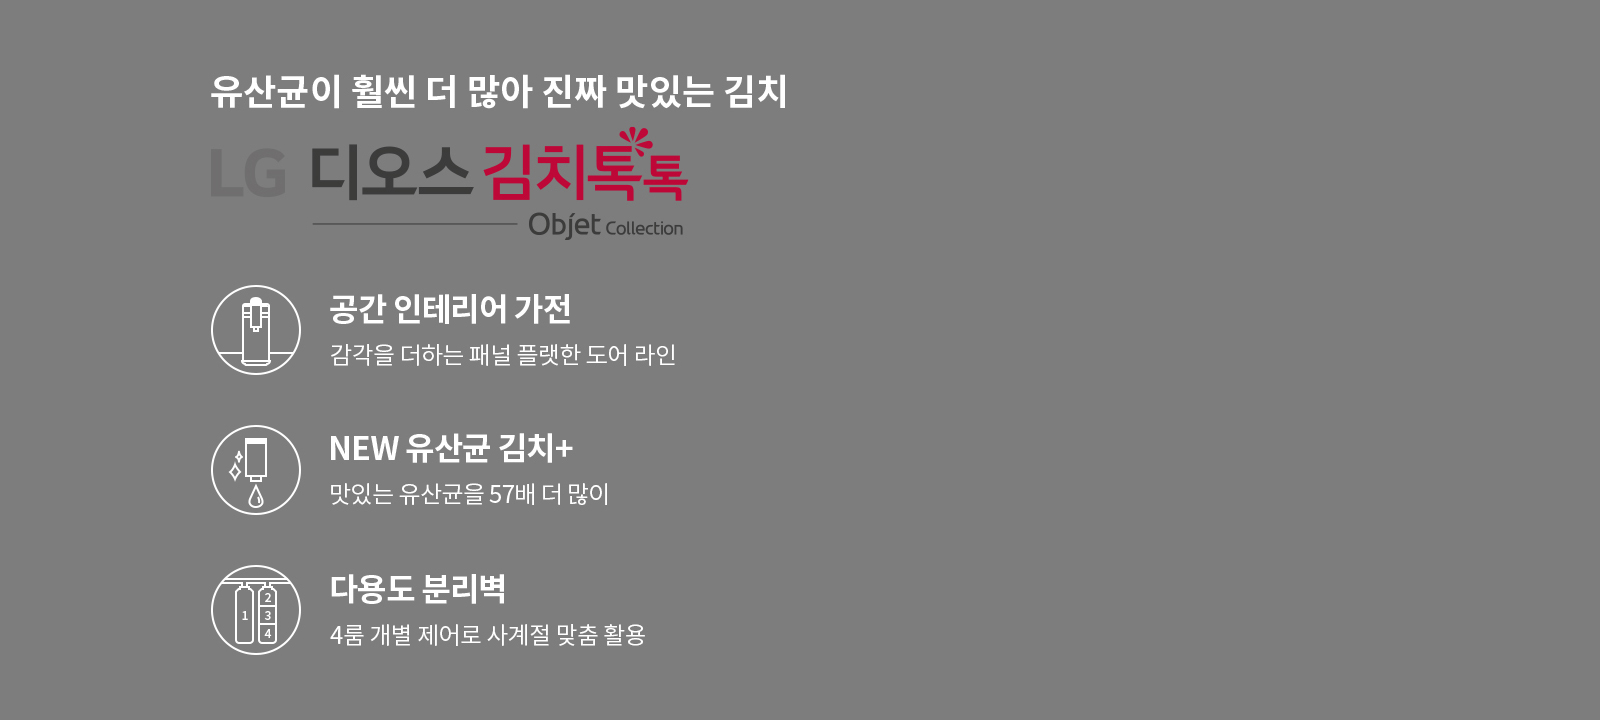 유산균이 훨씬 더 많아 진짜 맛있는 김치
LG 디오스 김치톡톡
Objet Collection
공간 인테리어 가전
감각을 더하는 패널 플랫한 도어 라인
NEW 유산균 김치+
맛있는 유산균을 57배 더 많이
1 2 3 4
다용도 분리벽
4룸 개별 제어로 사계절 맞춤 활용